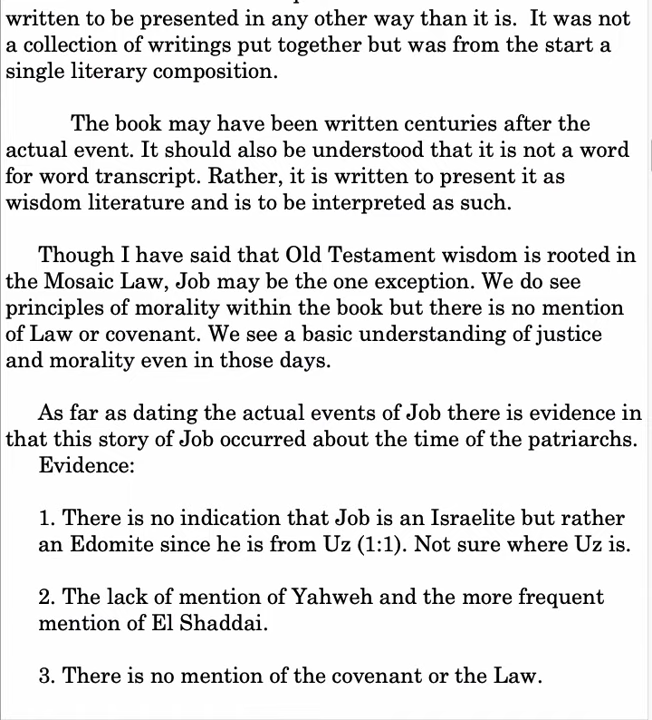 written to be presented in any other way than it is. It was not
a collection of writings put together but was from the start a
single literary composition.
The book may have been written centuries after the
actual event. It should also be understood that it is not a word
for word transcript. Rather, it is written to present it as
wisdom literature and is to be interpreted as such.
Though I have said that Old Testament wisdom is rooted in
the Mosaic Law, Job may be the one exception. We do see
principles of morality within the book but there is no mention
of Law or covenant. We see a basic understanding of justice
and morality even in those days.
As far as dating the actual events of Job there is evidence in
that this story of Job occurred about the time of the patriarchs.
Evidence:
1. There is no indication that Job is an Israelite but rather
an Edomite since he is from Uz (1:1). Not sure where Uz is.
2. The lack of mention of Yahweh and the more frequent
mention of El Shaddai.
3. There is no mention of the covenant or the Law.